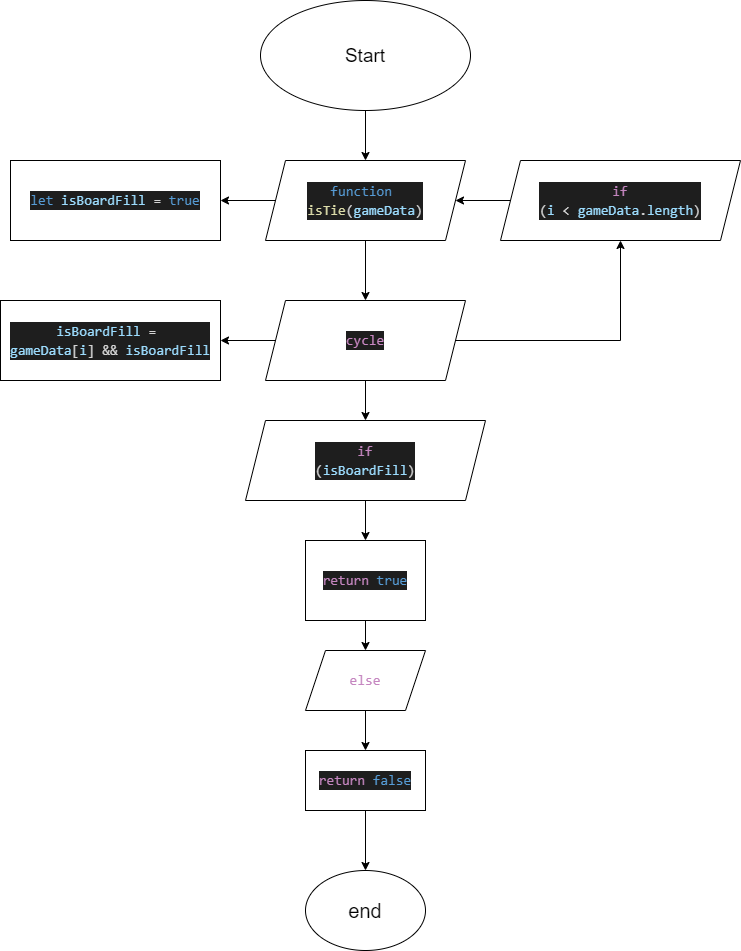 Start
let isBoardFill = true
function
isTie(gameData)
if
(i < gameData.length)
isBoardFill =
gameData[i] && isBoardFill
cycle
if
(isBoardFill)
return true
else
return false
end